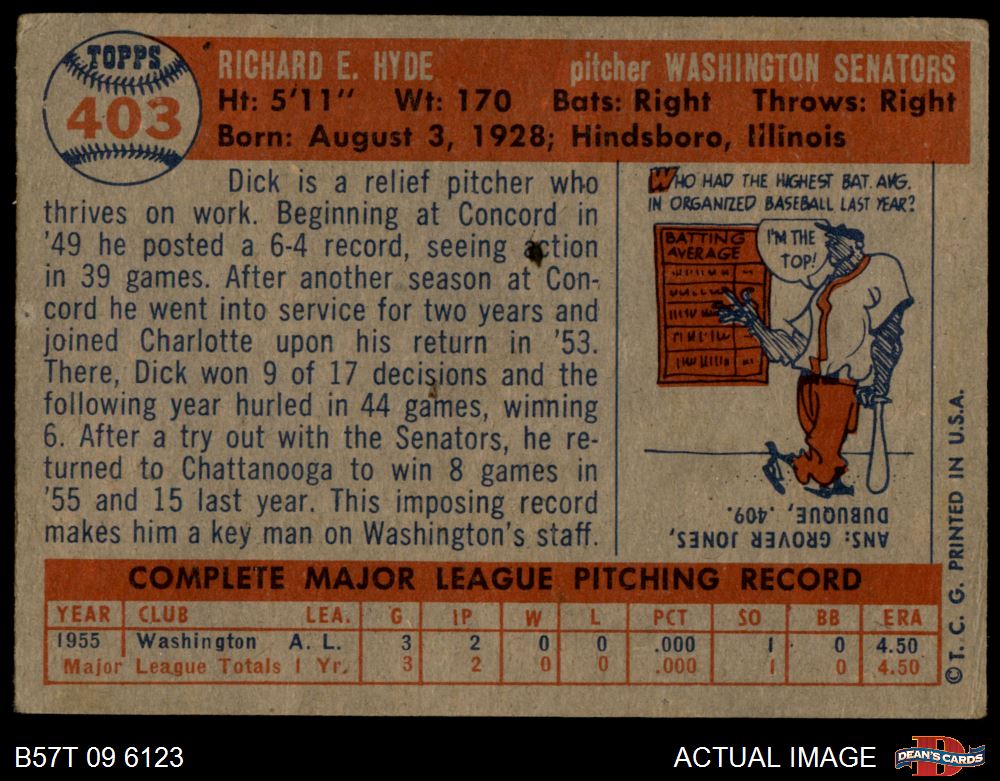 TOPPS
403
RICHARD E. HYDE pitcher WASHINGTON SENATORS
Ht: 5'11" Wt: 170 Bats: Right Throws: Right
Born: August 3, 1928; Hindsboro, Illinois
Dick is a relief pitcher who
thrives on work. Beginning at Concord in
'49 he posted a 6-4 record, seeing action
in 39 games. After another season at Con-
cord he went into service for two years and
joined Charlotte upon his return in '53.
There, Dick won 9 of 17 decisions and the
following year hurled in 44 games, winning
6. After a try out with the Senators, he re-
turned to Chattanooga to win 8 games in
'55 and 15 last year. This imposing record
makes him a key man on Washington's staff.
WHO HAD THE HIGHEST BAT. AVG.
IN ORGANIZED BASEBALL LAST YEAR?
BATTING
AVERAGE
I'M THE
TOP!
ANS: GROVER JONES,
DUBUQUE, .409.
COMPLETE MAJOR LEAGUE PITCHING RECORD
YEAR CLUB LEA. G IP W L PCT SO BB ERA
1955 Washington A. L. 3 2 0 0 .000 1 0 4.50
Major League Totals 1 Yr. 3 2 0 0 .000 1 0 4.50
© T. C. G. PRINTED IN U.S.A.
B57T 09 6123 ACTUAL IMAGE
D
DEAN'S CARDS